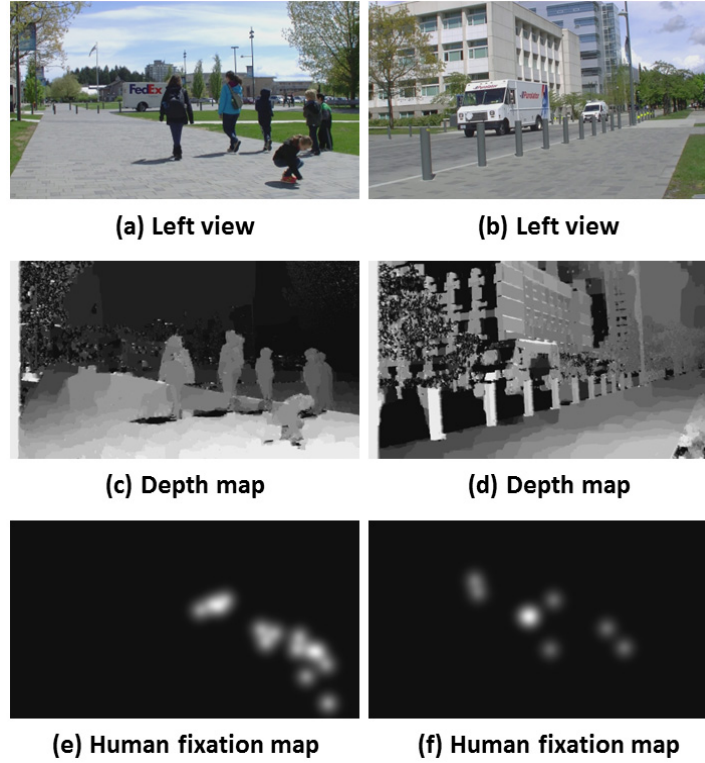 FedEx
(a) Left view
(b) Left view
(c) Depth map
(d) Depth map
(e) Human fixation map
(f) Human fixation map